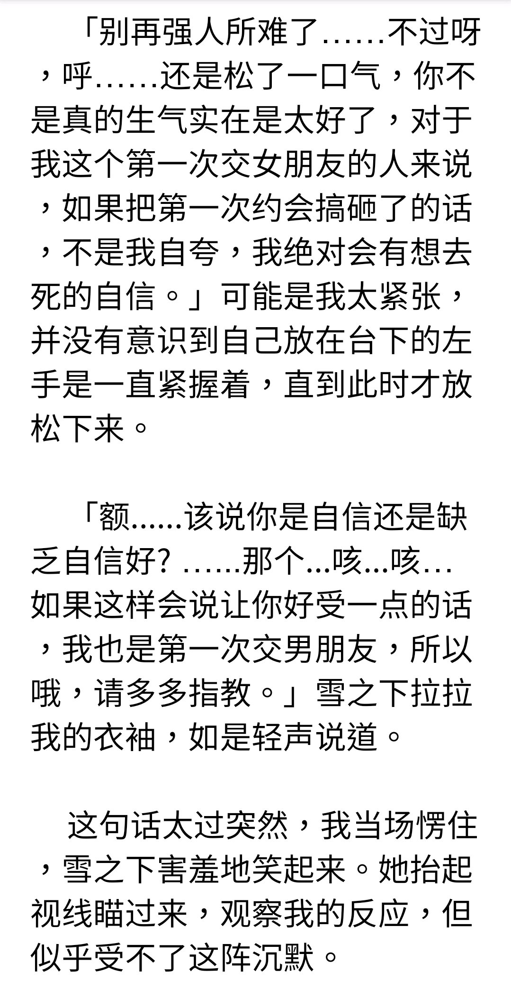 「别再强人所难了……不过呀
，呼……还是松了一口气，你不
是真的生气实在是太好了，对于
我这个第一次交女朋友的人来说
，如果把第一次约会搞砸了的话
，不是我自夸，我绝对会有想去
死的自信。」可能是我太紧张，
并没有意识到自己放在台下的左
手是一直紧握着，直到此时才放
松下来。
「额......该说你是自信还是缺
乏自信好? ……那个...咳...咳…
如果这样会说让你好受一点的话
，我也是第一次交男朋友，所以
哦，请多多指教。」雪之下拉拉
我的衣袖，如是轻声说道。
这句话太过突然，我当场愣住
，雪之下害羞地笑起来。她抬起
视线瞄过来，观察我的反应，但
似乎受不了这阵沉默。